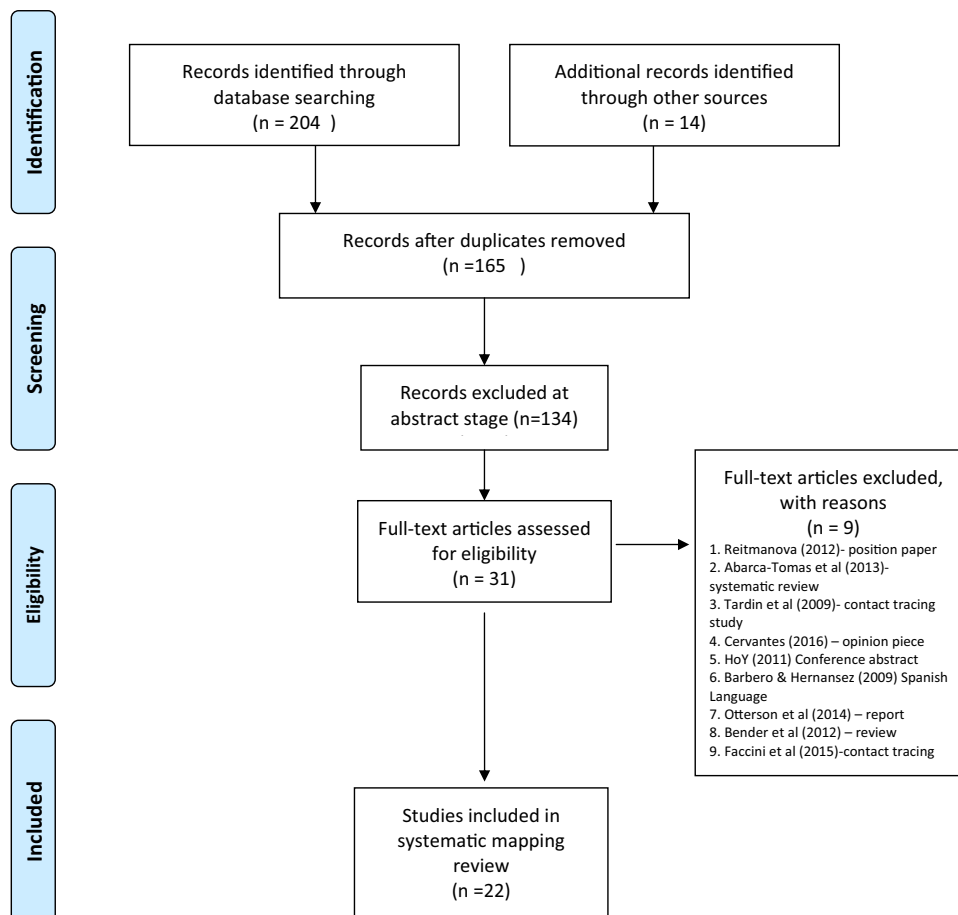 Identification
Records identified through
database searching
(n = 204   )
Additional records identified
through other sources
(n = 14)
Records after duplicates removed
(n =165   )
Screening
Records excluded at
abstract stage (n=134)
Eligibility
Full-text articles assessed
for eligibility
(n = 31)
Full-text articles excluded,
with reasons
(n = 9)
1. Reitmanova (2012)- position paper
2. Abarca-Tomas et al (2013)-
systematic review
3. Tardin et al (2009)- contact tracing
study
4. Cervantes (2016) – opinion piece
5. HoY (2011) Conference abstract
6. Barbero & Hernansez (2009) Spanish
Language
7. Otterson et al (2014) – report
8. Bender et al (2012) – review
9. Faccini et al (2015)-contact tracing
Included
Studies included in
systematic mapping
review
(n =22)